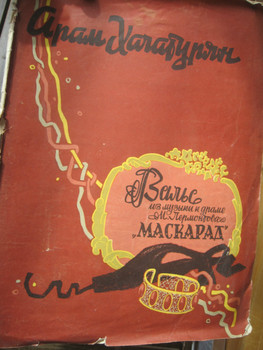 Арам Хачатурян
Вальс
из музыки к драме
М. Лермонтова
„МАСКАРАД"